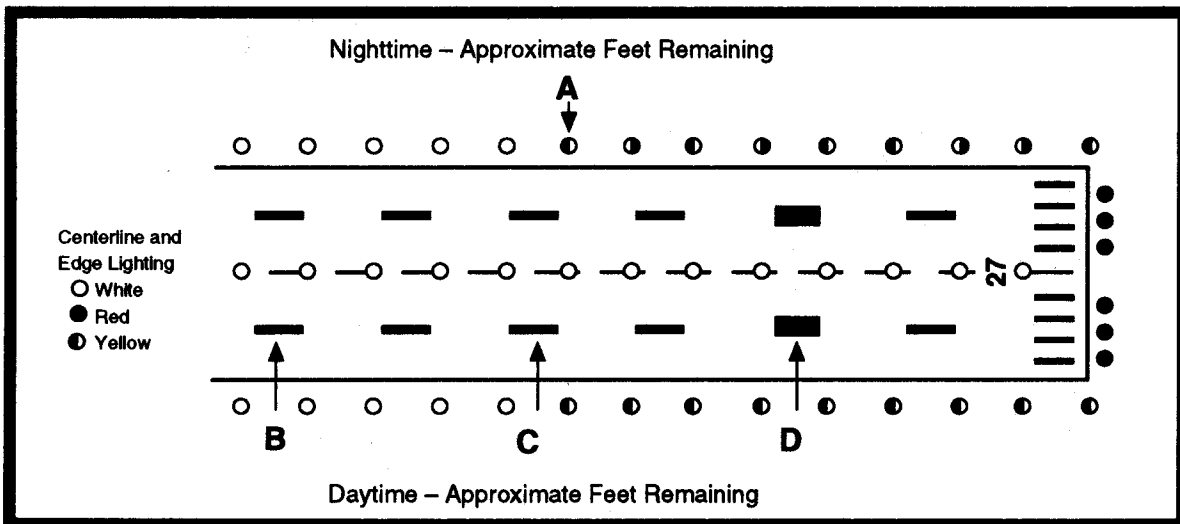 Nighttime – Approximate Feet Remaining
A
Centerline and
Edge Lighting
White
Red
Yellow
27
B
C
D
Daytime – Approximate Feet Remaining